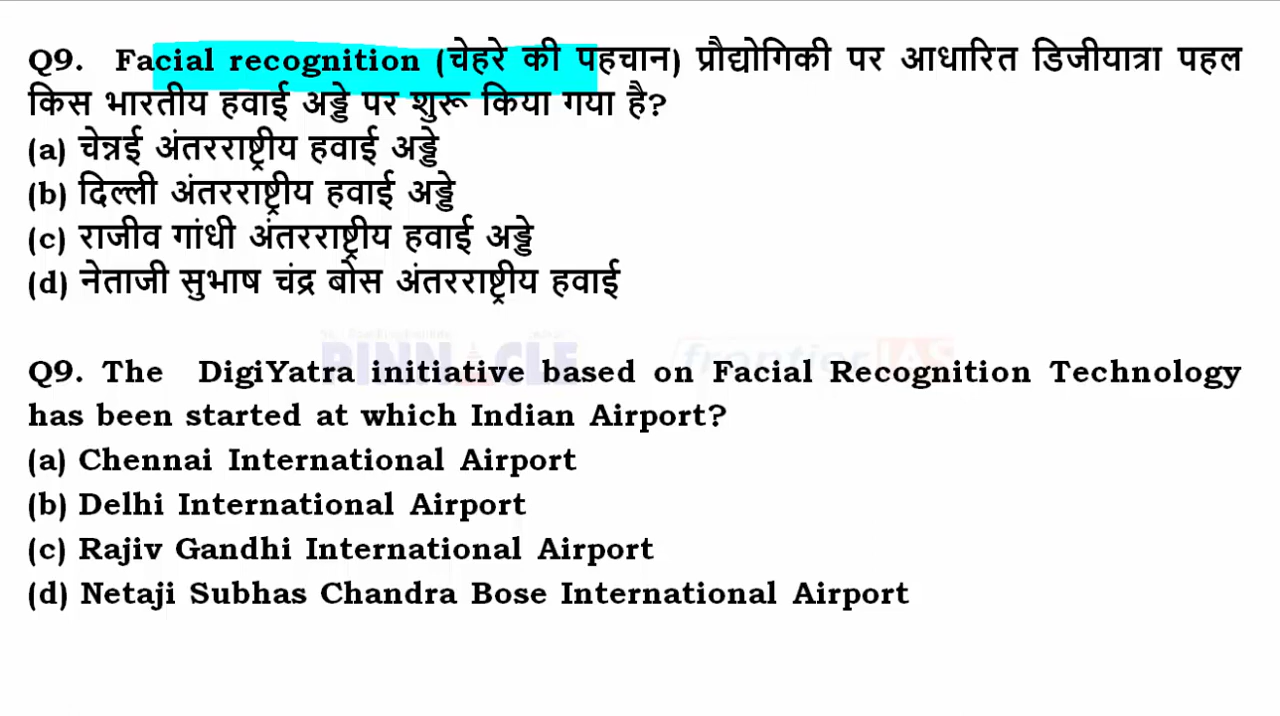 Q9. Facial recognition (चेहरे की पहचान) प्रौद्योगिकी पर आधारित डिजीयात्रा पहल
किस भारतीय हवाई अड्डे पर शुरू किया गया है?
(a) चेन्नई अंतरराष्ट्रीय हवाई अड्डे
(b) दिल्ली अंतरराष्ट्रीय हवाई अड्डे
(c) राजीव गांधी अंतरराष्ट्रीय हवाई अड्डे
(d) नेताजी सुभाष चंद्र बोस अंतरराष्ट्रीय हवाई
PINNACLE frontier IAS
Q9. The DigiYatra initiative based on Facial Recognition Technology
has been started at which Indian Airport?
(a) Chennai International Airport
(b) Delhi International Airport
(c) Rajiv Gandhi International Airport
(d) Netaji Subhas Chandra Bose International Airport